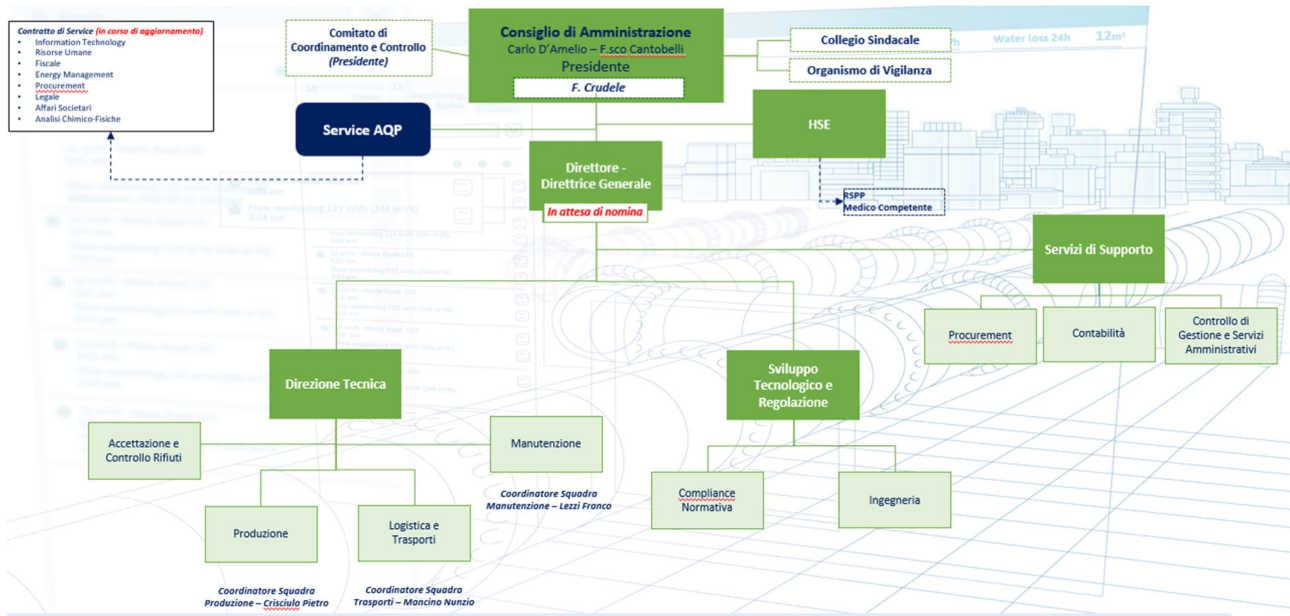 Contratto di Service (in corso di aggiornamento)
• Information Technology
• Risorse Umane
• Fiscale
• Energy Management
• Procurement
• Legale
• Affari Societari
• Analisi Chimico-Fisiche
Comitato di
Coordinamento e Controllo
(Presidente)
Consiglio di Amministrazione
Carlo D'Amelio – F.sco Cantobelli
Presidente
F. Crudele
Collegio Sindacale
Organismo di Vigilanza
Water loss 24h 12m³
Service AQP
HSE
Direttore -
Direttrice Generale
In attesa di nomina
RSPP
Medico Competente
Servizi di Supporto
Procurement
Contabilità
Controllo di
Gestione e Servizi
Amministrativi
Direzione Tecnica
Sviluppo
Tecnologico e
Regolazione
Accettazione e
Controllo Rifiuti
Manutenzione
Coordinatore Squadra
Manutenzione – Lezzi Franco
Produzione
Logistica e
Trasporti
Compliance
Normativa
Ingegneria
Coordinatore Squadra
Produzione – Crisciulo Pietro
Coordinatore Squadra
Trasporti – Mancino Nunzio